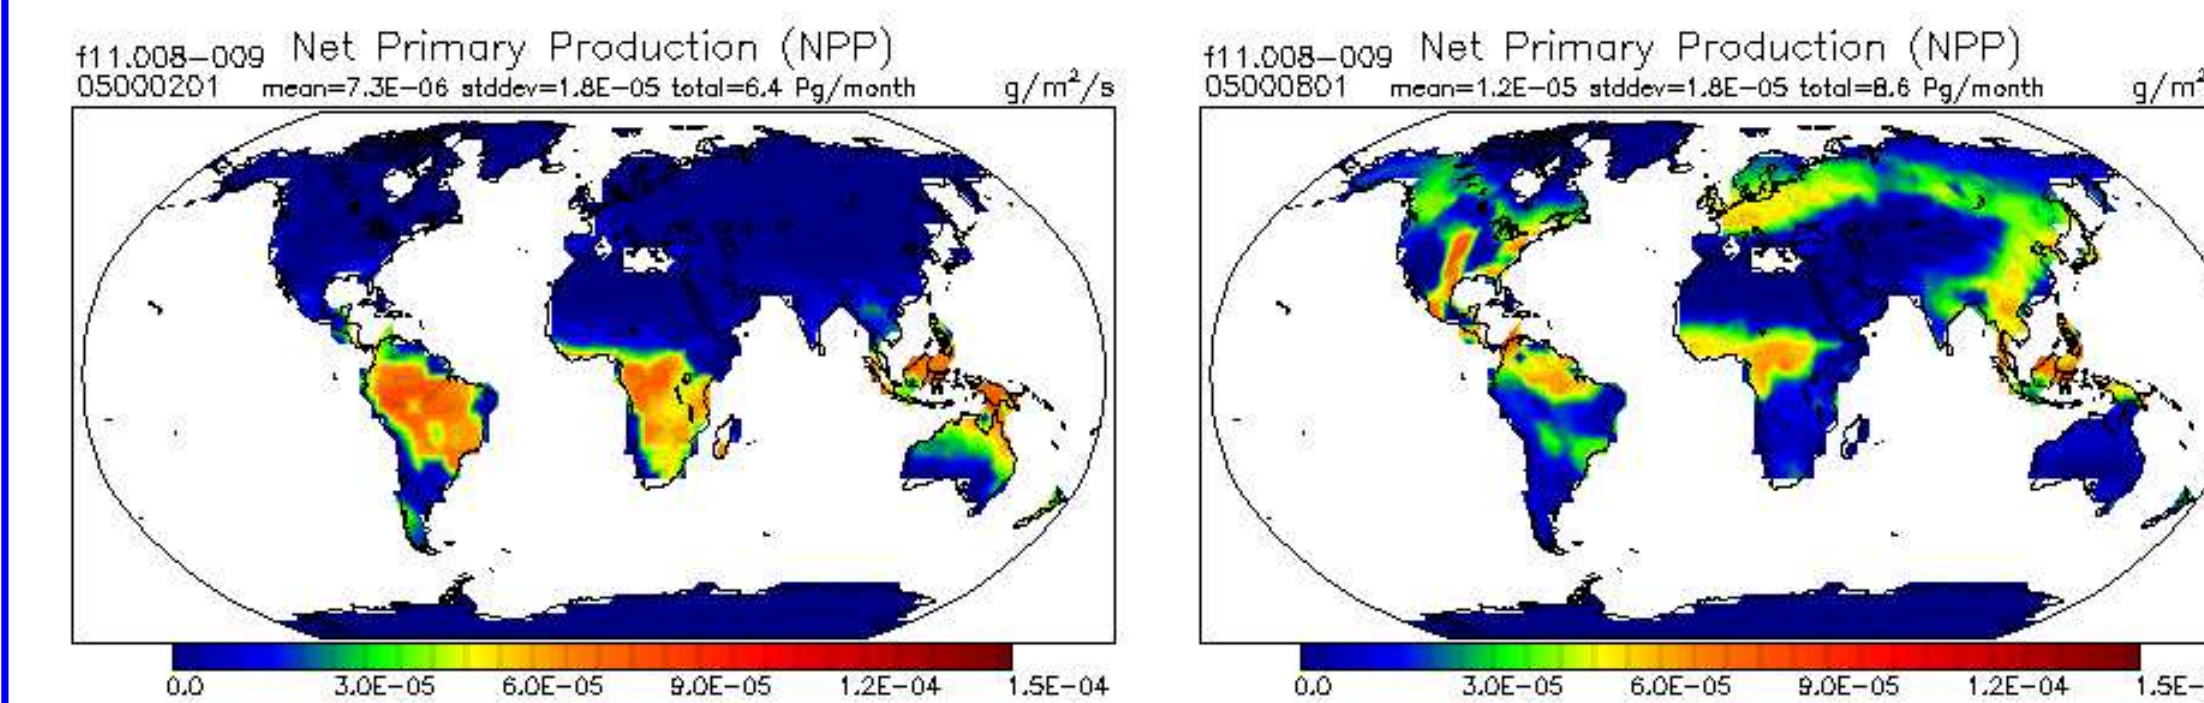 f11.008-009 Net Primary Production (NPP)
05000201 mean=7.3E-06 stddev=1.8E-05 total=6.4 Pg/month g/m²/s
0.0 3.0E-05 6.0E-05 9.0E-05 1.2E-04 1.5E-04
f11.008-009 Net Primary Production (NPP)
05000801 mean=1.2E-05 stddev=1.8E-05 total=8.6 Pg/month g/m²
0.0 3.0E-05 6.0E-05 9.0E-05 1.2E-04 1.5E-